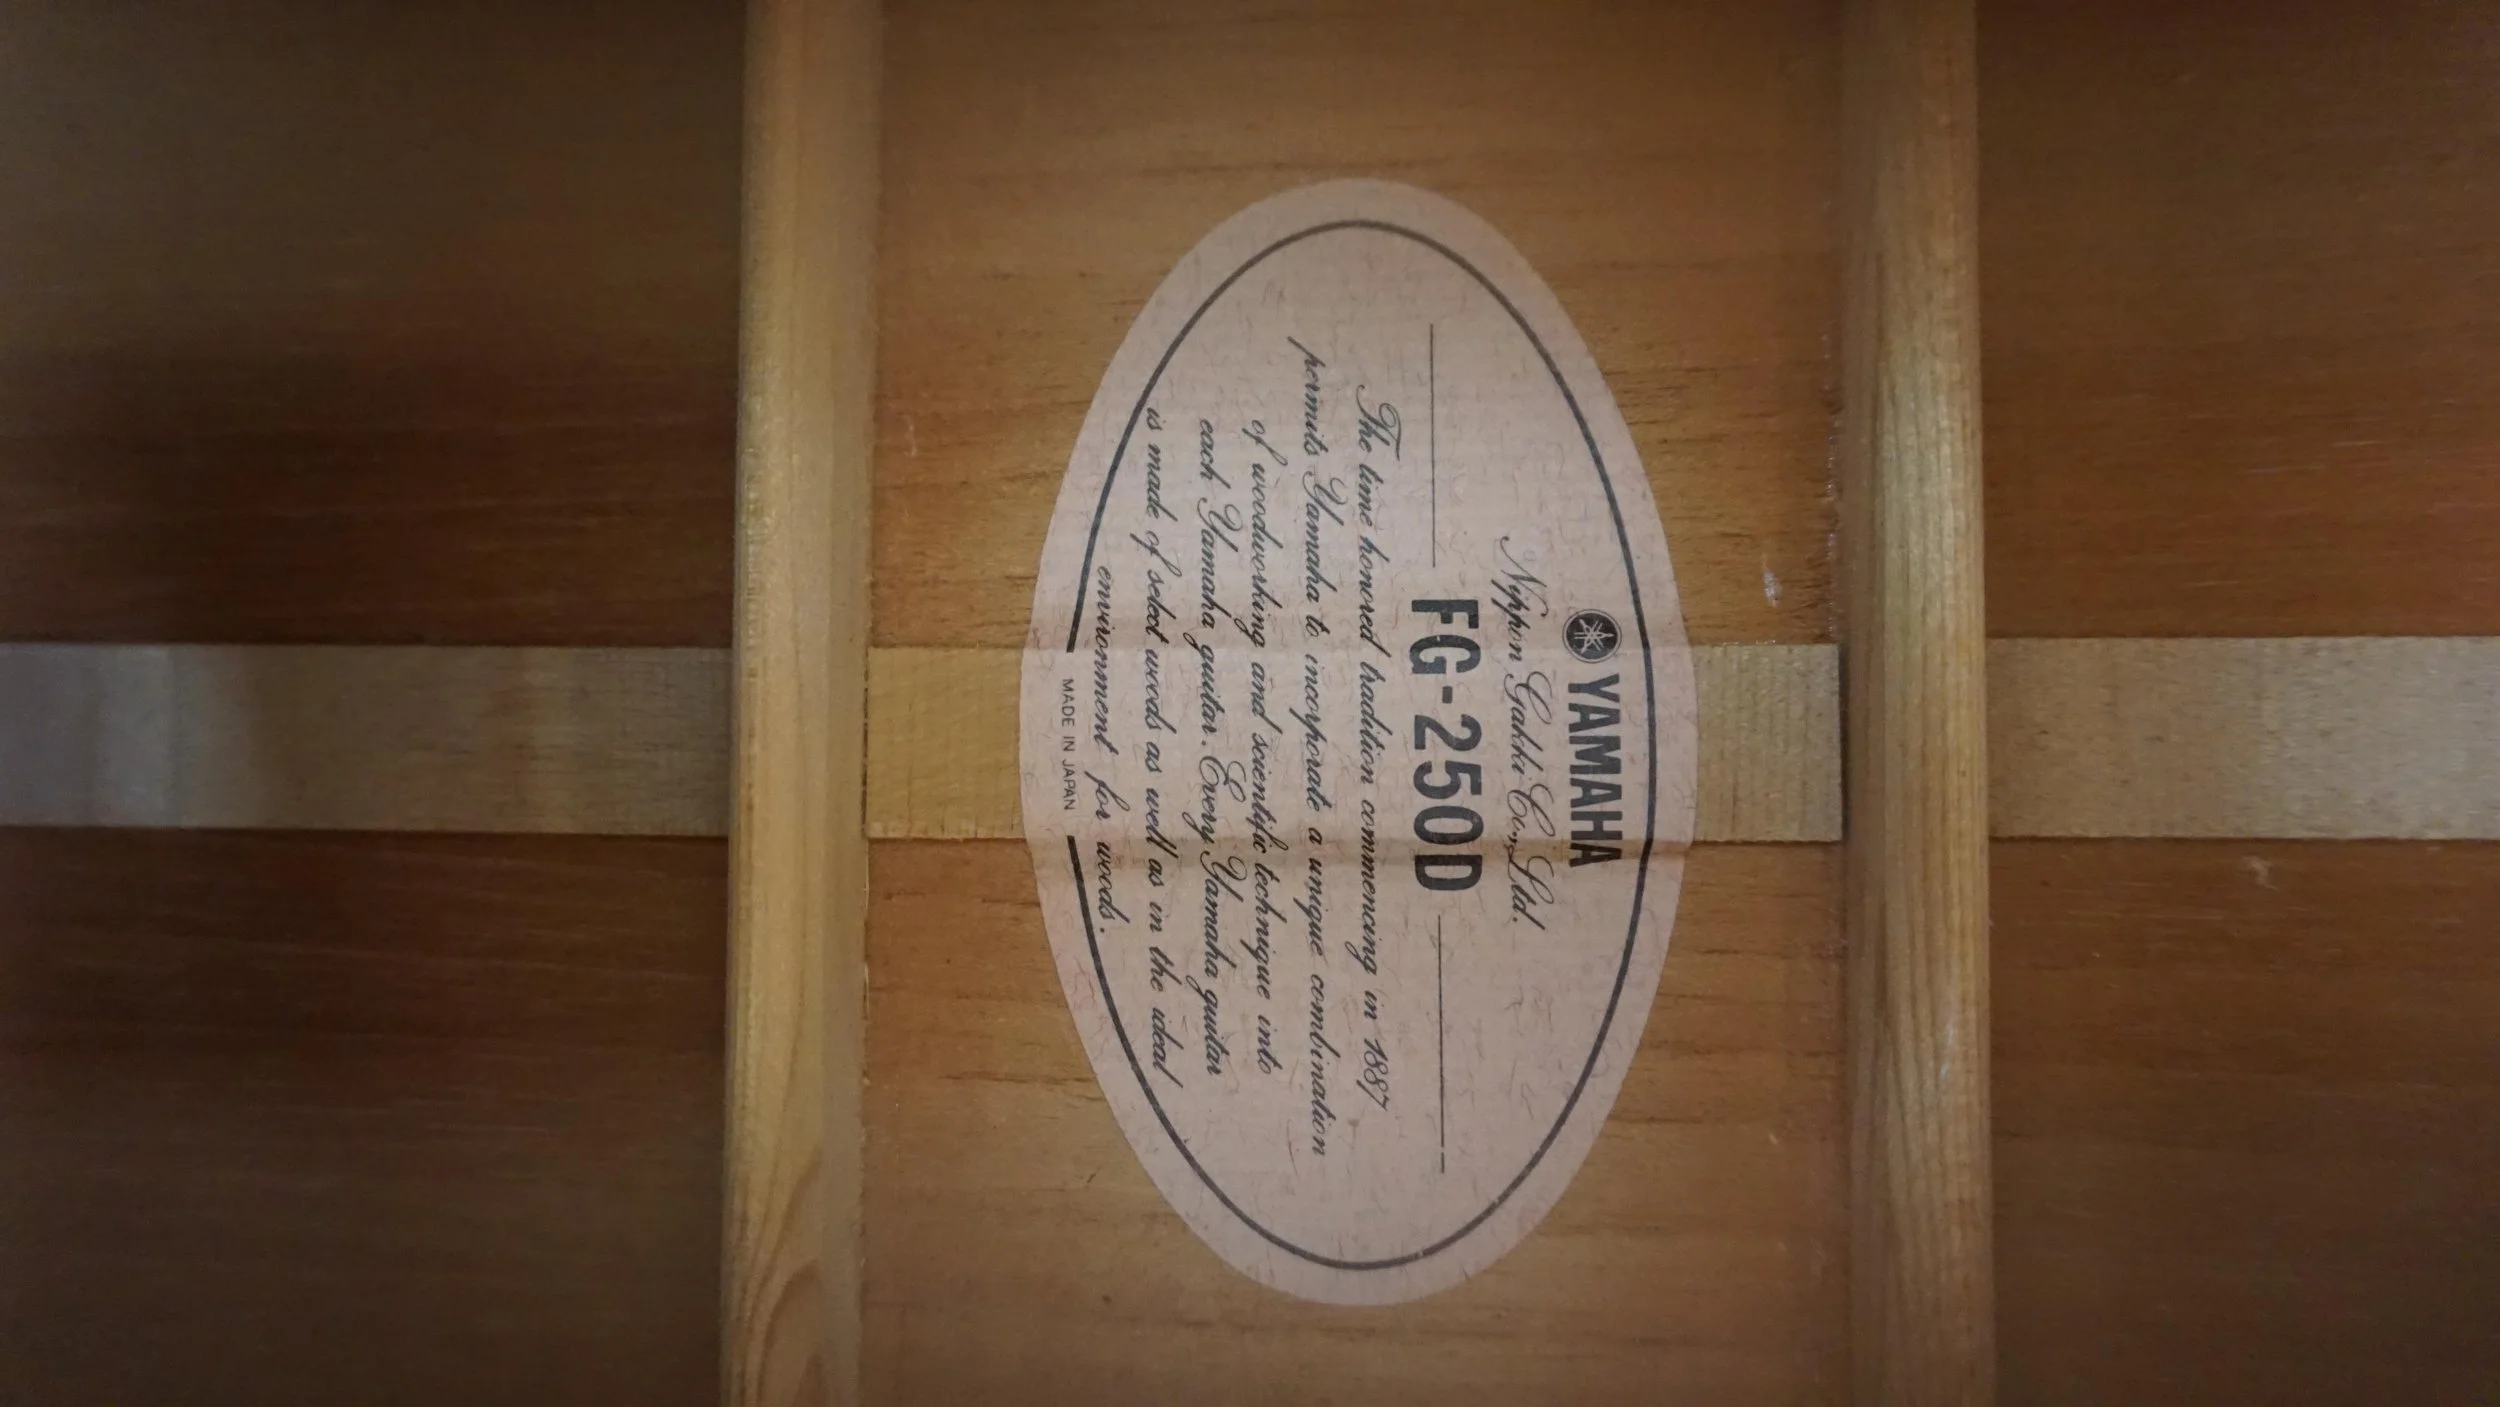 YAMAHA
Nippon Gakki Co., Ltd.
FG-250D
The time honored tradition commencing in 1887
permits Yamaha to incorporate a unique combination
of woodworking and scientific technique into
each Yamaha guitar. Every Yamaha guitar
is made of select woods as well as in the ideal
environment for woods.
MADE IN JAPAN